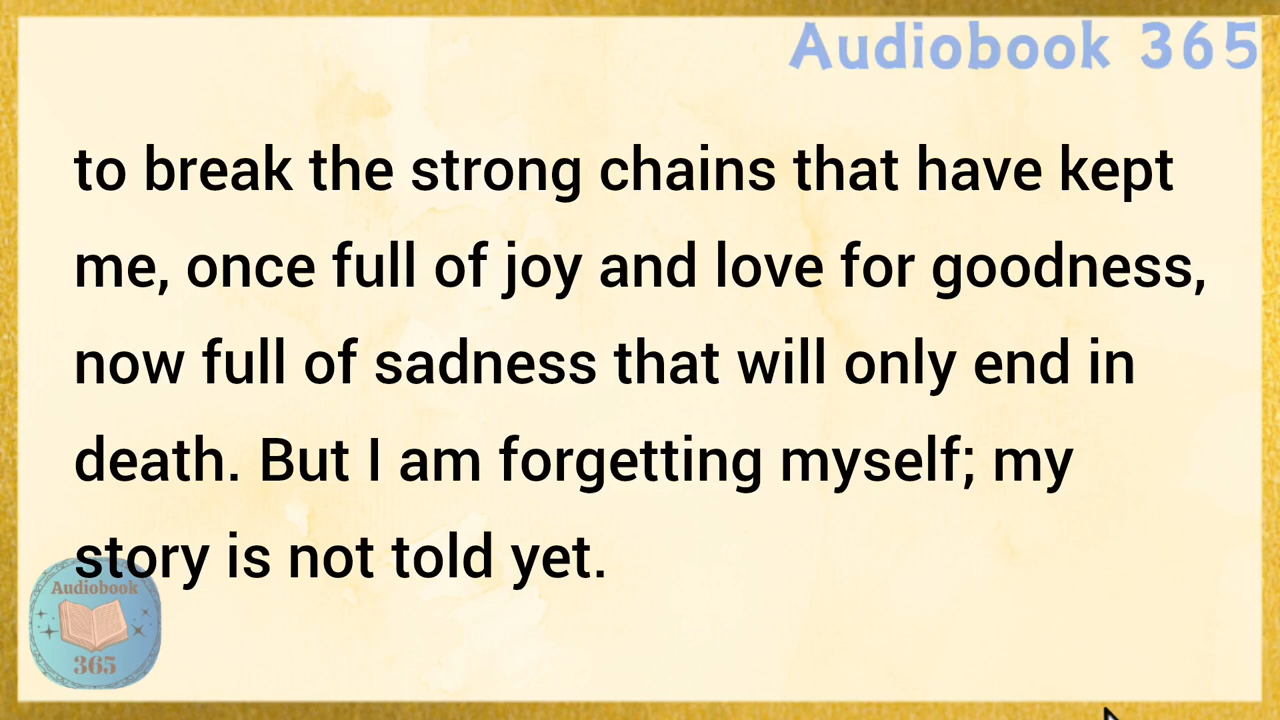 Audiobook 365
to break the strong chains that have kept
me, once full of joy and love for goodness,
now full of sadness that will only end in
death. But I am forgetting myself; my
story is not told yet.
Audiobook
365